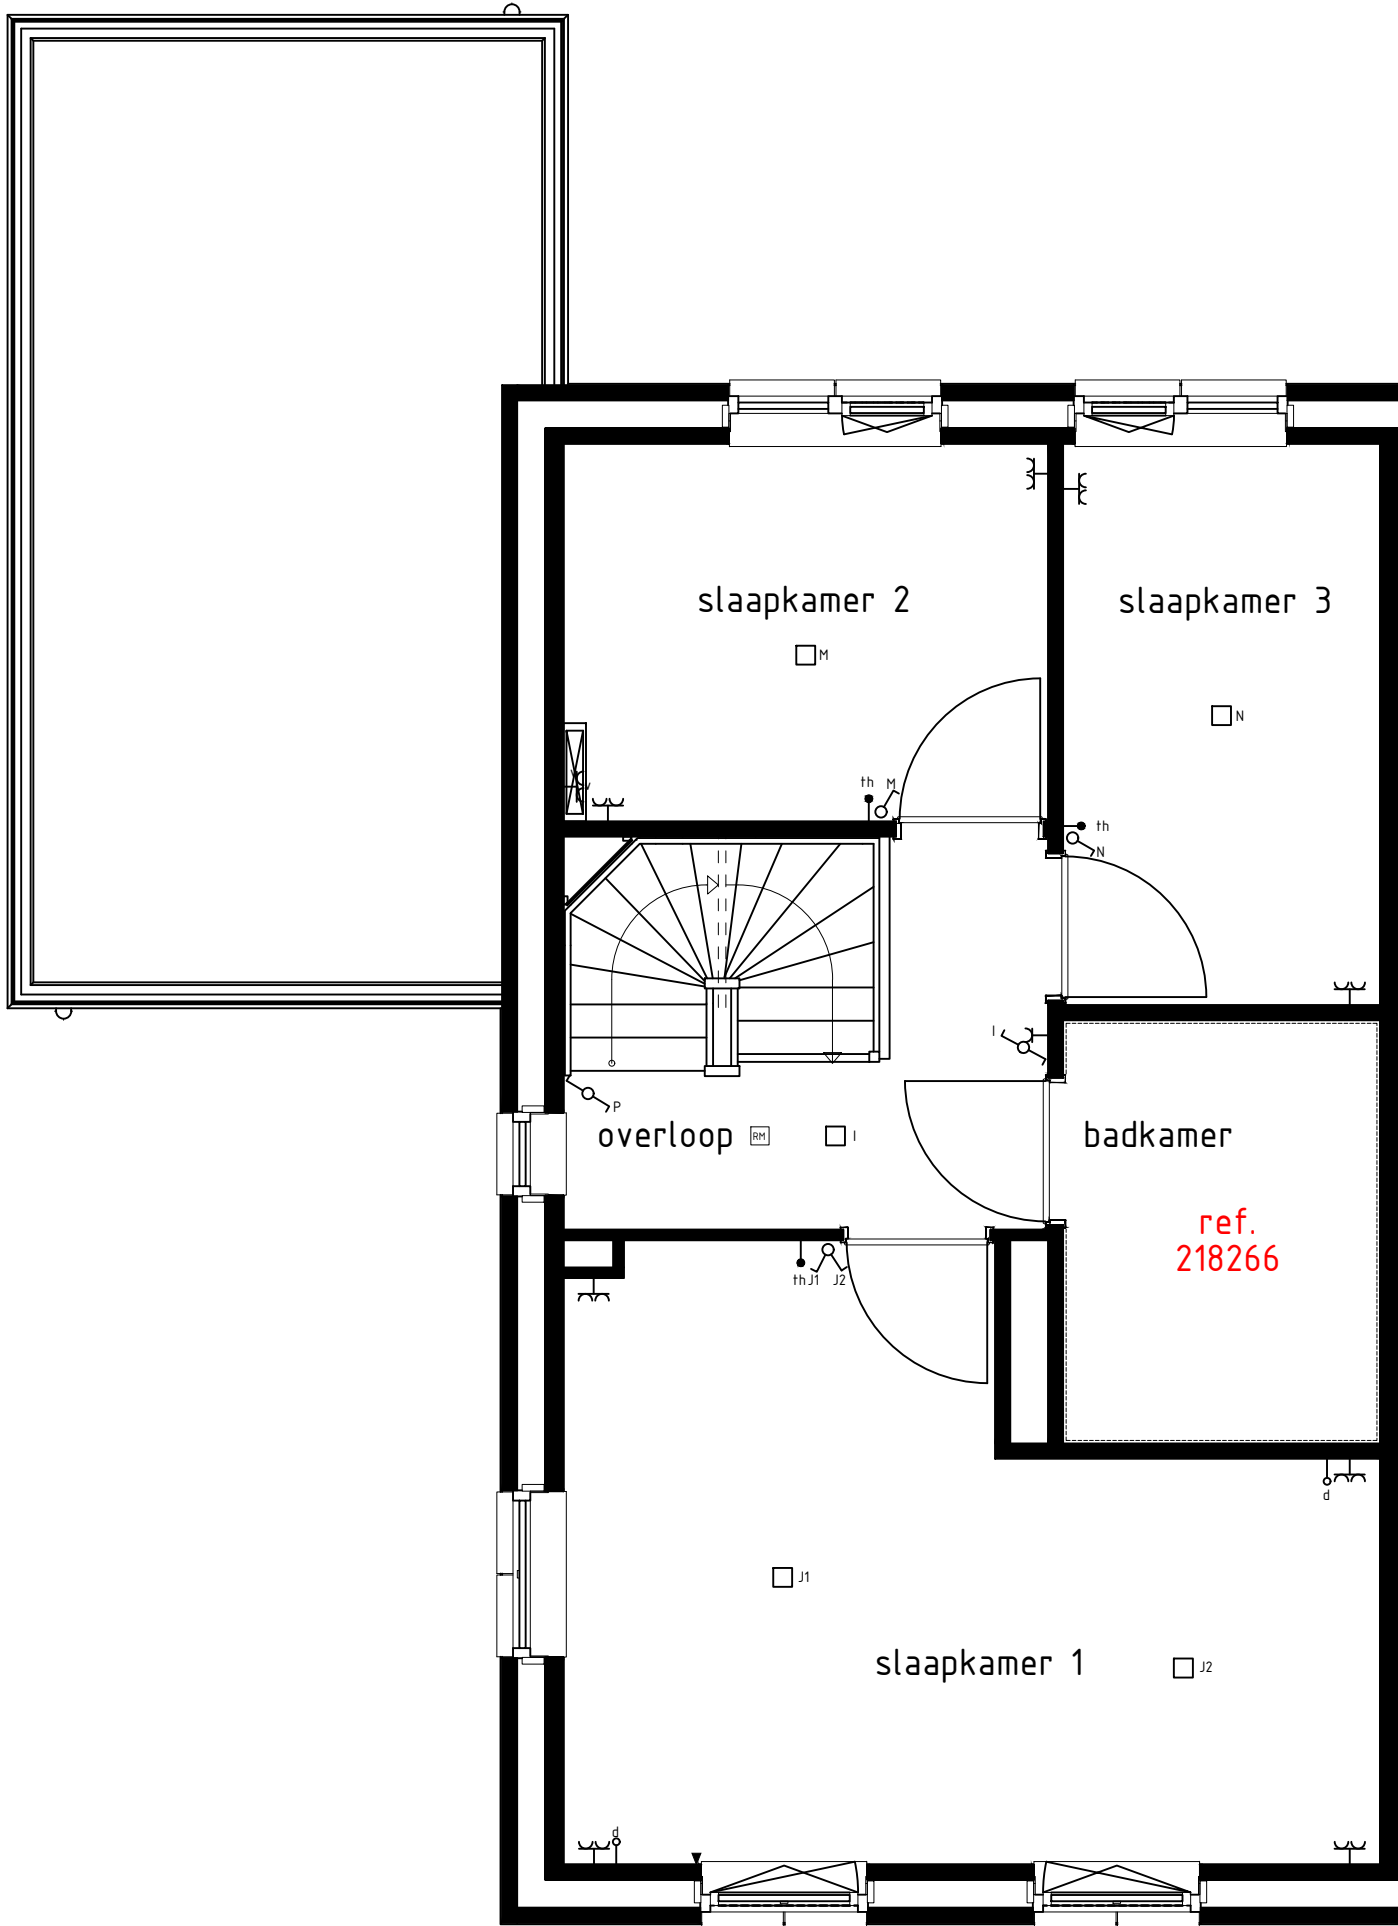 slaapkamer 2
slaapkamer 3
M
N
th
M
th
N
I
P
overloop
RM
I
badkamer
ref.
218266
th
J1
J2
d
J1
slaapkamer 1
J2
d